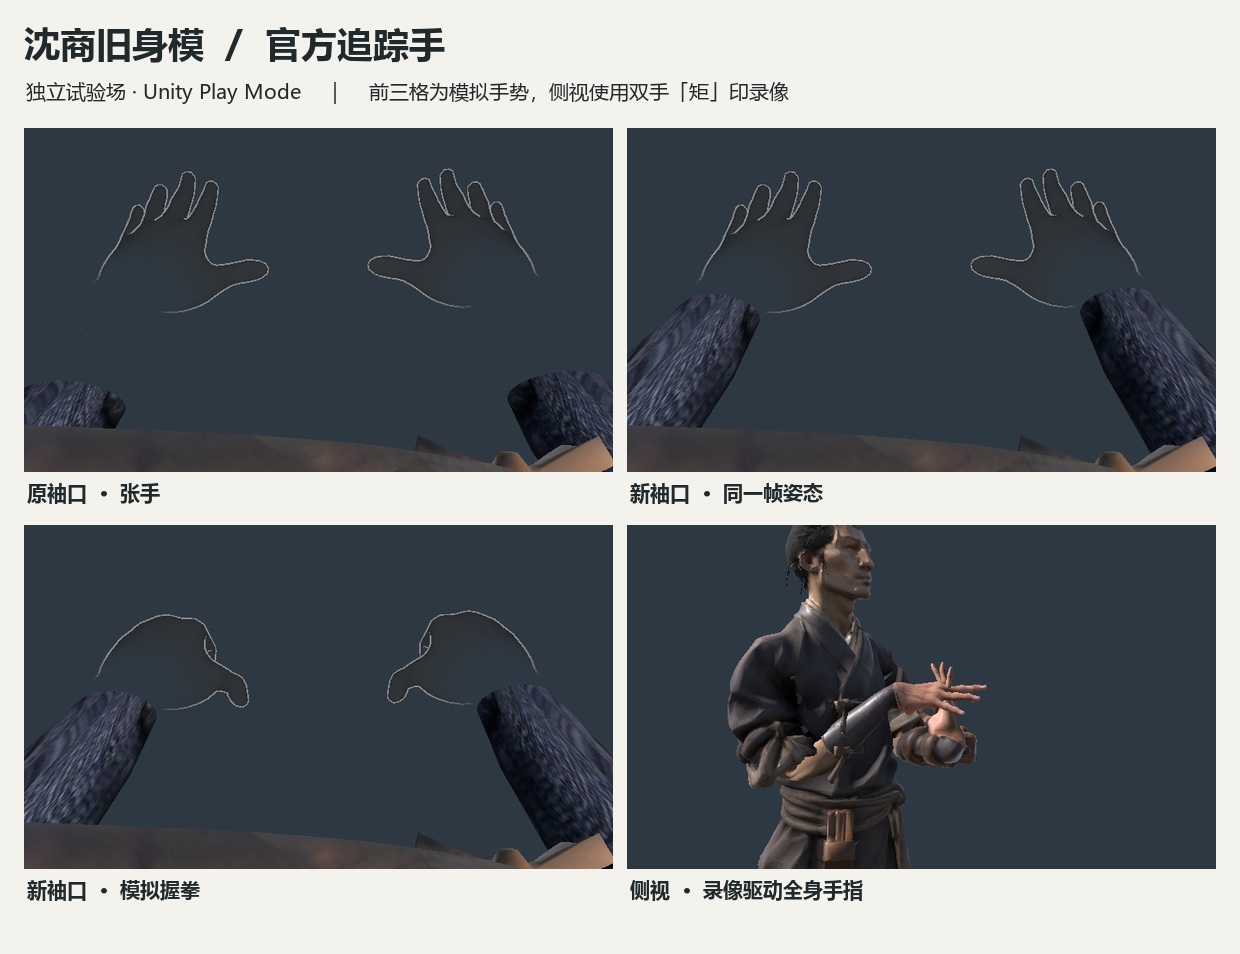 沈商旧身模 / 官方追踪手
独立试验场 · Unity Play Mode | 前三格为模拟手势，侧视使用双手「矩」印录像
原袖口 · 张手
新袖口 · 同一帧姿态
新袖口 · 模拟握拳
侧视 · 录像驱动全身手指